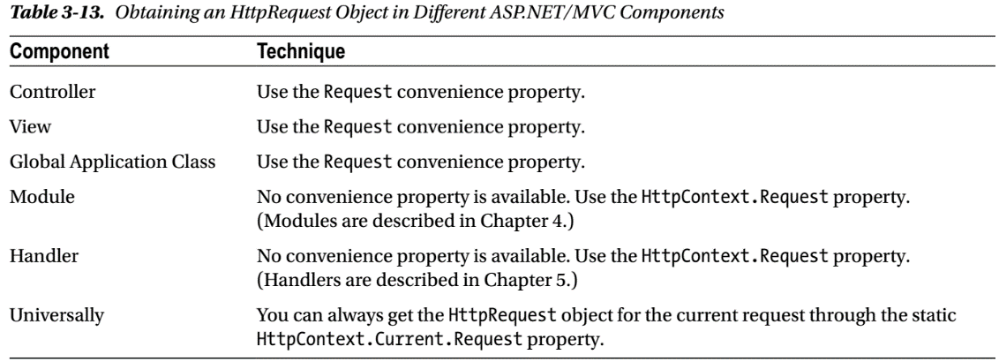 Table 3-13. Obtaining an HttpRequest Object in Different ASP.NET/MVC Components
Component Technique
Controller Use the Request convenience property.
View Use the Request convenience property.
Global Application Class Use the Request convenience property.
Module No convenience property is available. Use the HttpContext.Request property.
(Modules are described in Chapter 4.)
Handler No convenience property is available. Use the HttpContext.Request property.
(Handlers are described in Chapter 5.)
Universally You can always get the HttpRequest object for the current request through the static
HttpContext.Current.Request property.